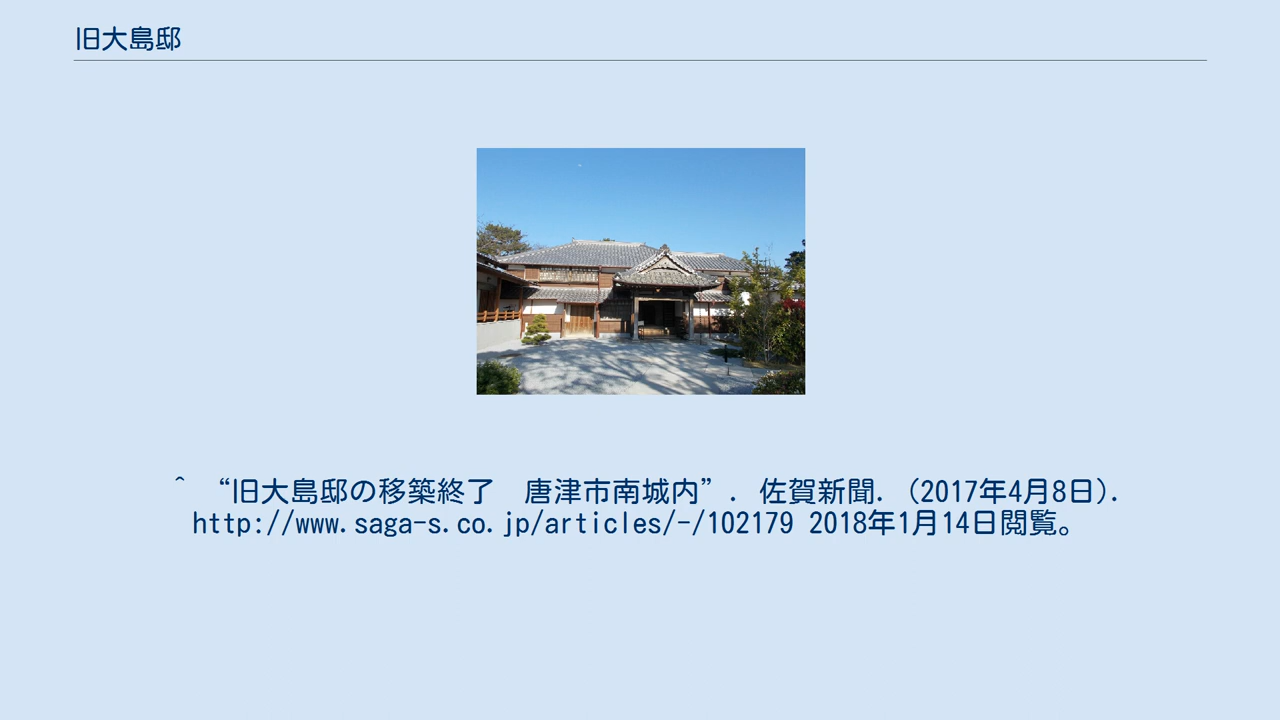 旧大島邸
^ “旧大島邸の移築終了　唐津市南城内”. 佐賀新聞. (2017年4月8日).
http://www.saga-s.co.jp/articles/-/102179 2018年1月14日閲覧。